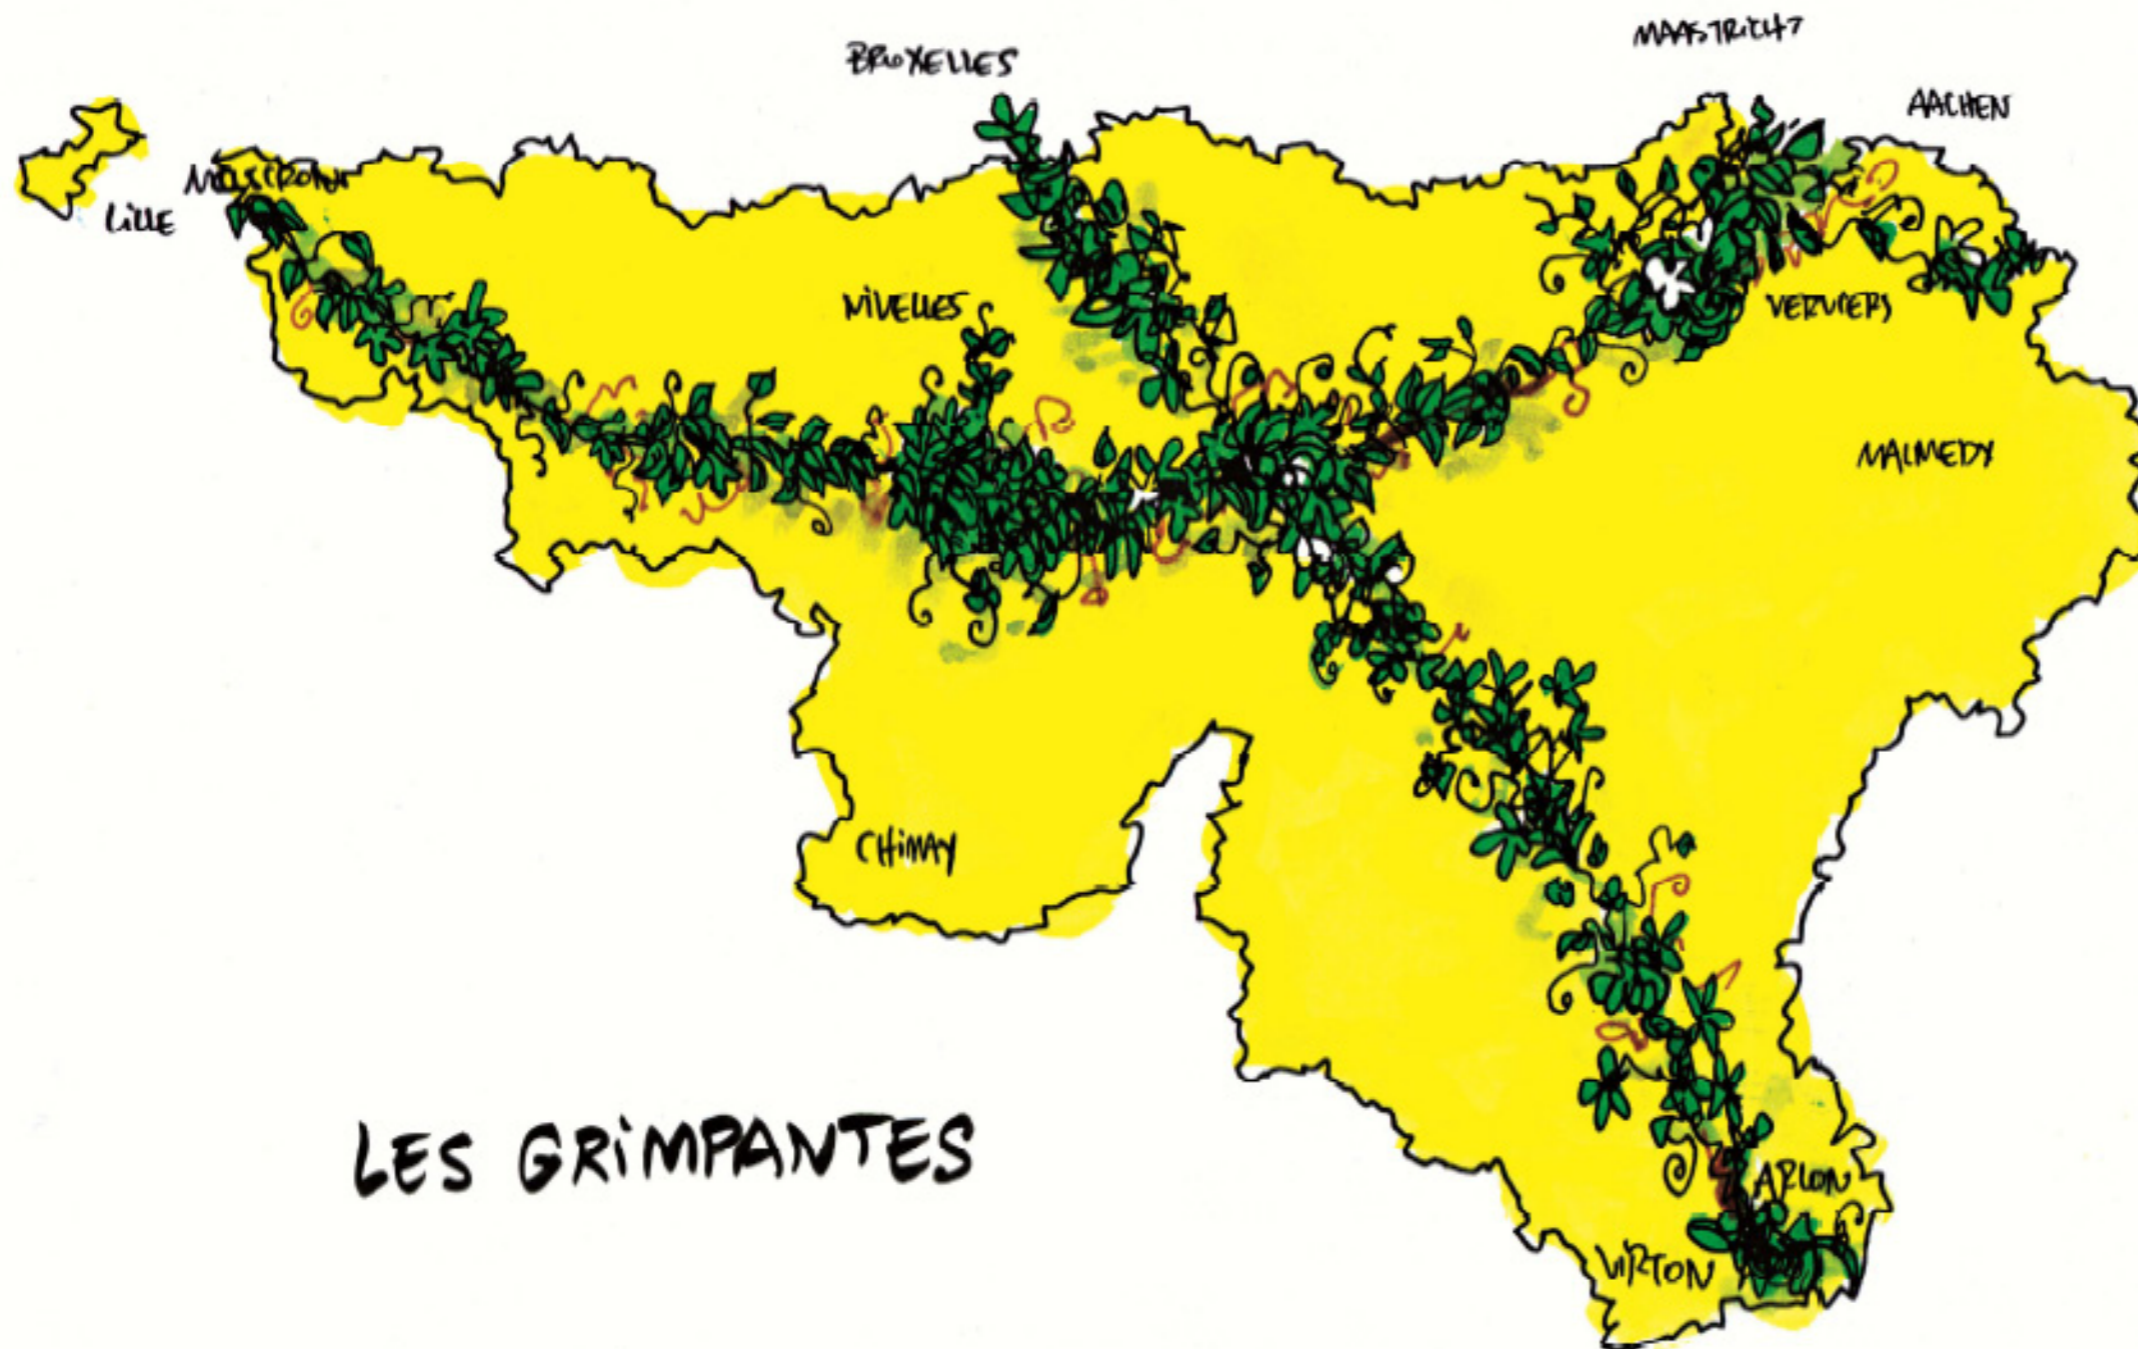 MAASTRICHT
BRUXELLES
AACHEN
MOUSCRON
LiLLE
NiVELLES
VERVIERS
MALMEDY
CHiMAY
LES GRiMPANTES
ARLON
ViRTON